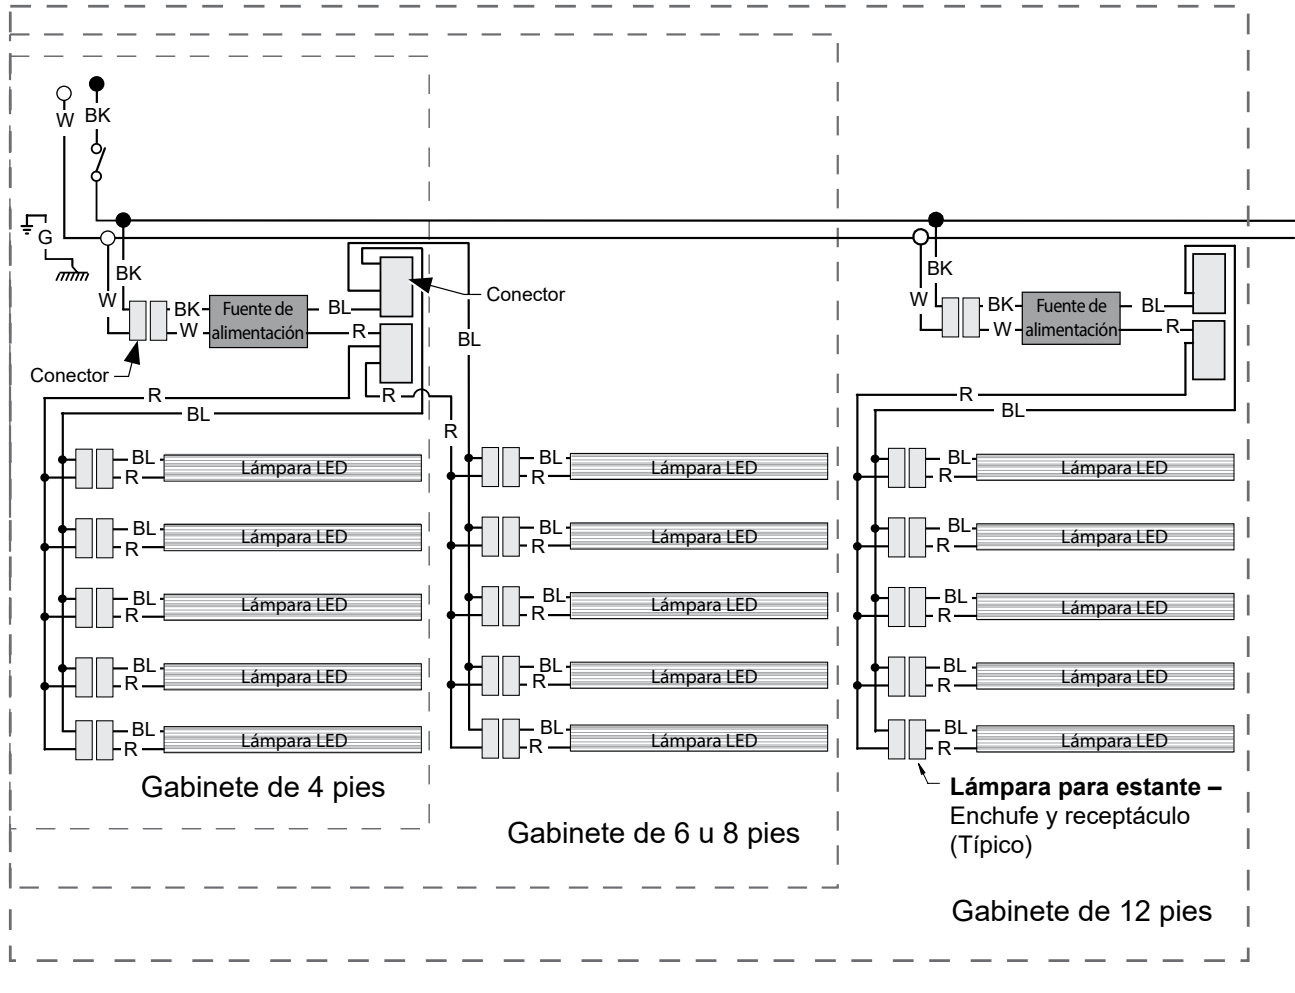 W
BK
G
BK
W
BK
W
Fuente de
alimentación
BL
R
Conector
Conector
BL
R
BL
R
R
BK
W
BK
W
Fuente de
alimentación
BL
R
R
BL
BL
R
Lámpara LED
BL
R
Lámpara LED
BL
R
Lámpara LED
BL
R
Lámpara LED
BL
R
Lámpara LED
BL
R
Lámpara LED
BL
R
Lámpara LED
BL
R
Lámpara LED
BL
R
Lámpara LED
BL
R
Lámpara LED
BL
R
Lámpara LED
BL
R
Lámpara LED
BL
R
Lámpara LED
BL
R
Lámpara LED
BL
R
Lámpara LED
Gabinete de 4 pies
Gabinete de 6 u 8 pies
Lámpara para estante –
Enchufe y receptáculo
(Típico)
Gabinete de 12 pies